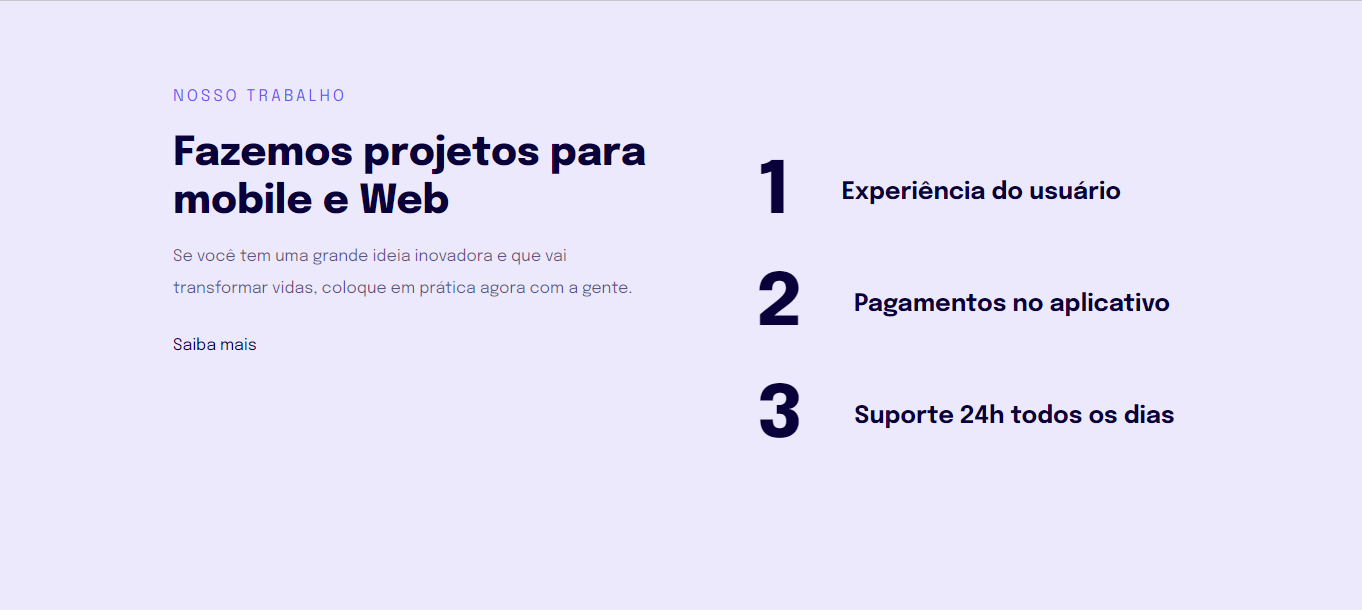 NOSSO TRABALHO
Fazemos projetos para
mobile e Web
Se você tem uma grande ideia inovadora e que vai
transformar vidas, coloque em prática agora com a gente.
Saiba mais
1 Experiência do usuário
2 Pagamentos no aplicativo
3 Suporte 24h todos os dias